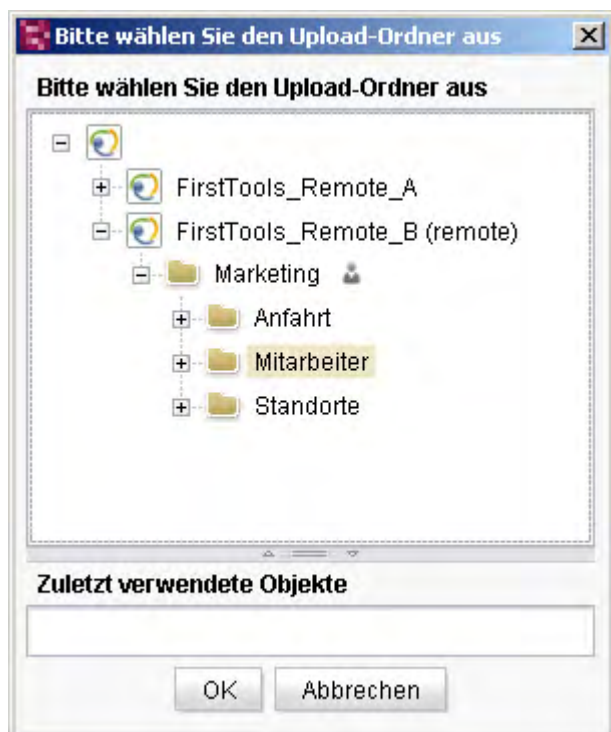 Bitte wählen Sie den Upload-Ordner aus
Bitte wählen Sie den Upload-Ordner aus
FirstTools_Remote_A
FirstTools_Remote_B (remote)
Marketing
Anfahrt
Mitarbeiter
Standorte
Zuletzt verwendete Objekte
OK Abbrechen